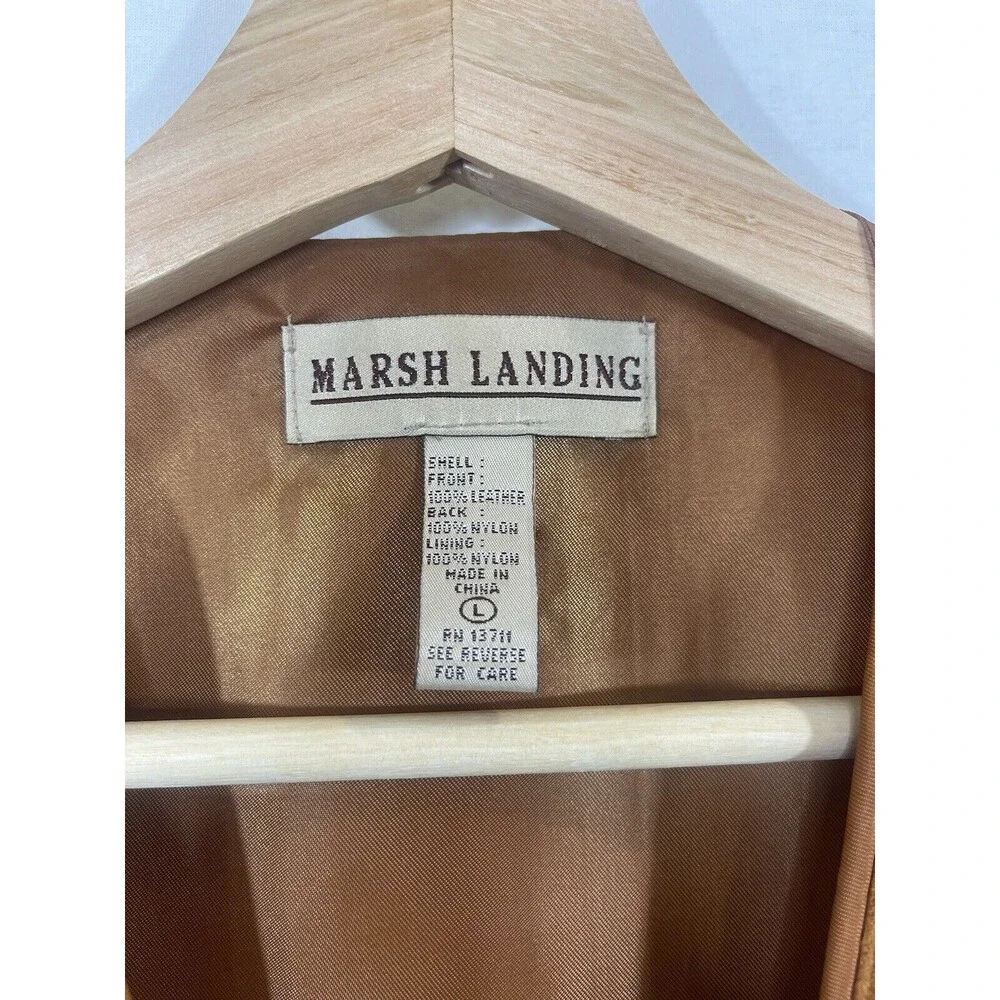 MARSH LANDING
SHELL :
FRONT :
100% LEATHER
BACK :
100% NYLON
LINING :
100% NYLON
MADE IN
CHINA
L
RN 13711
SEE REVERSE
FOR CARE